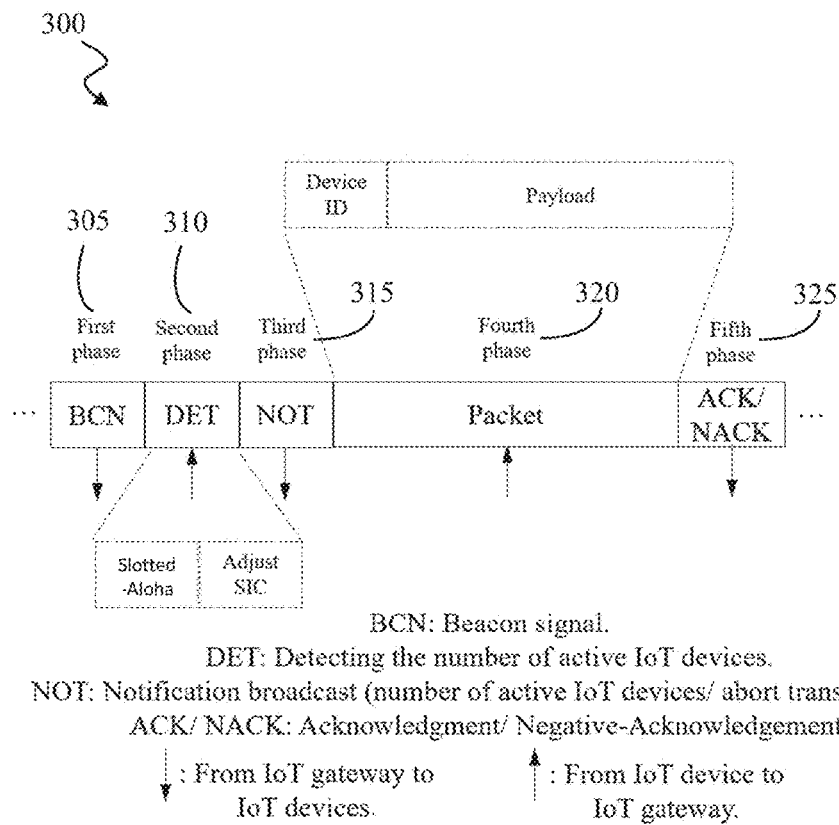 300
Device ID
Payload
305
310
315
320
325
First phase
Second phase
Third phase
Fourth phase
Fifth phase
...
BCN
DET
NOT
Packet
ACK/ NACK
...
Slotted -Aloha
Adjust SIC
BCN: Beacon signal.
DET: Detecting the number of active IoT devices.
NOT: Notification broadcast (number of active IoT devices/ abort trans
ACK/ NACK: Acknowledgment/ Negative-Acknowledgement
: From IoT gateway to
IoT devices.
: From IoT device to
IoT gateway.